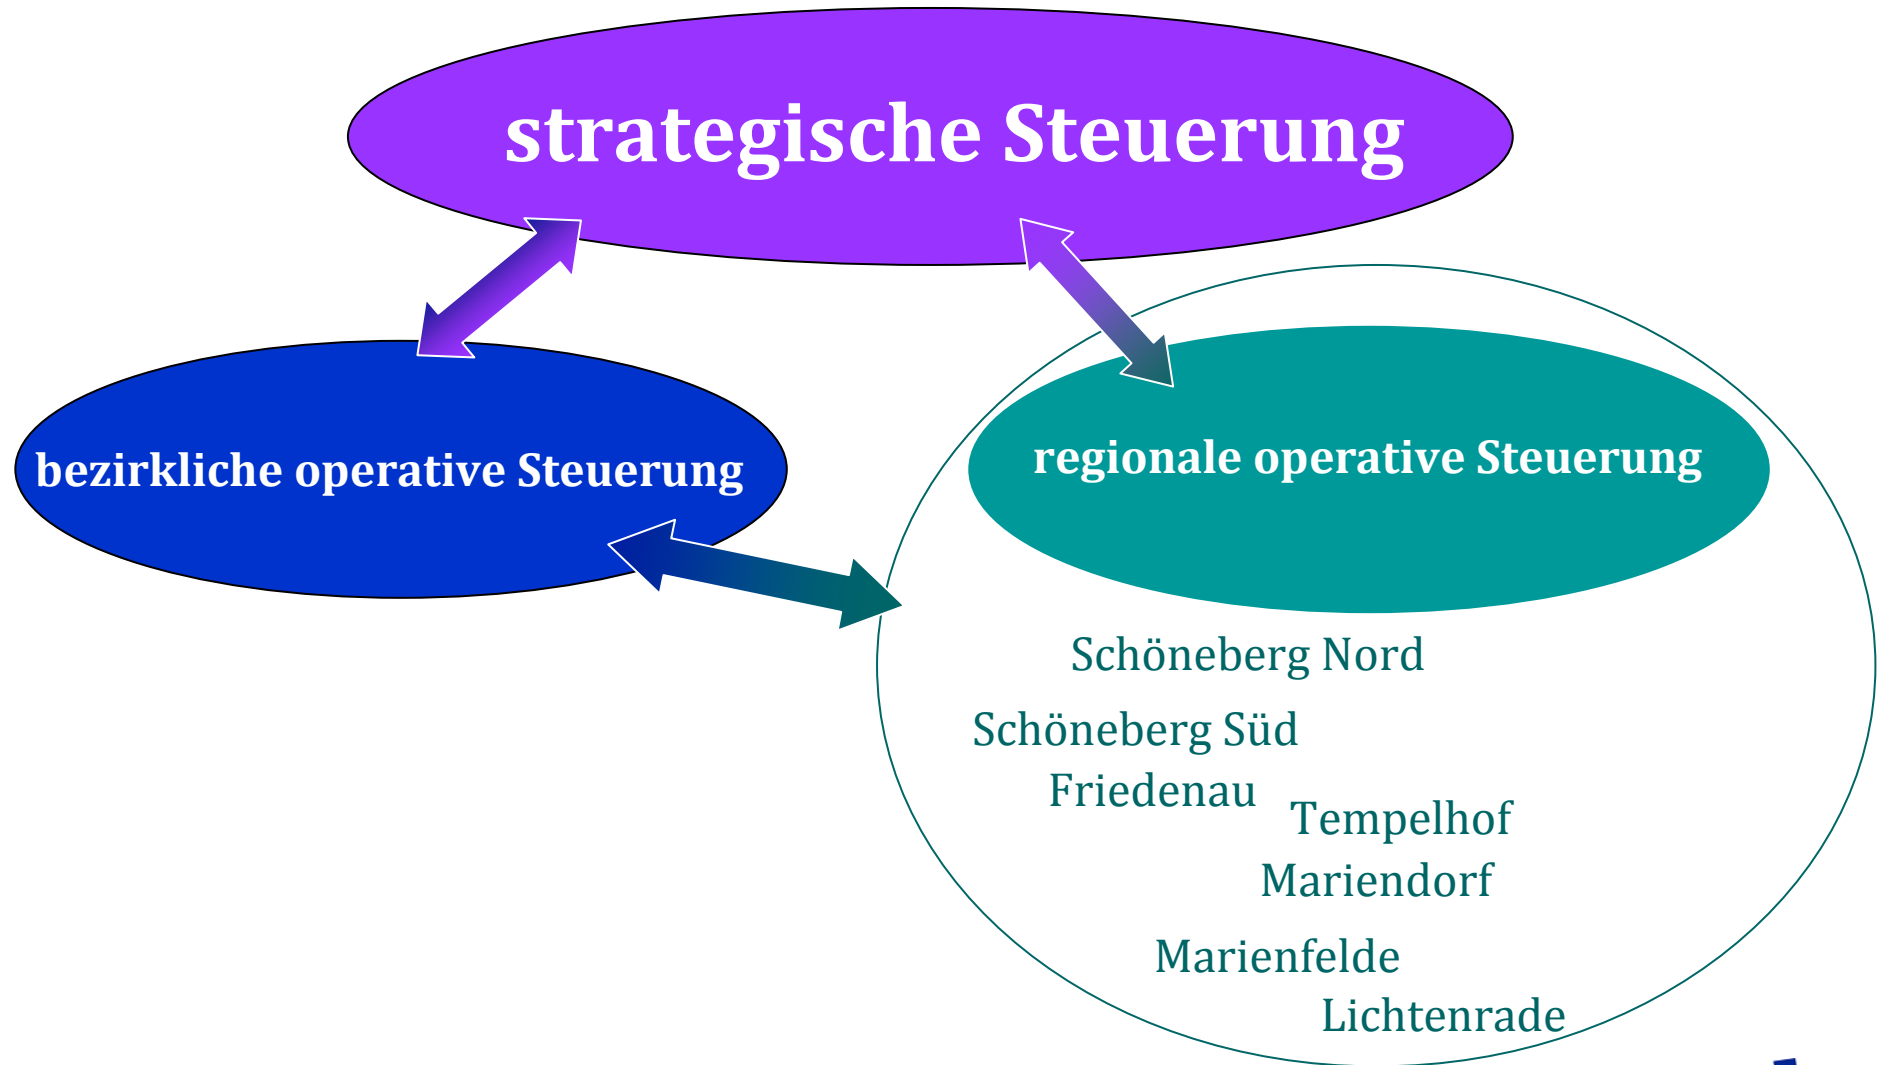 strategische Steuerung
bezirkliche operative Steuerung
regionale operative Steuerung
Schöneberg Nord
Schöneberg Süd
Friedenau
Tempelhof
Mariendorf
Marienfelde
Lichtenrade